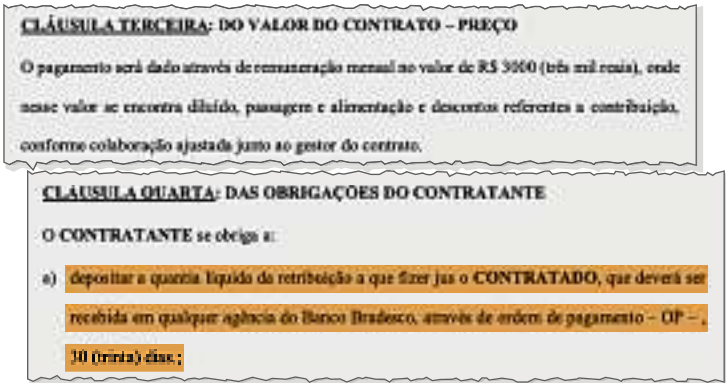 CLÁUSULA TERCEIRA: DO VALOR DO CONTRATO – PREÇO
O pagamento será dado através de remuneração mensal no valor de R$ 3000 (três mil reais), onde
nesse valor se encontra diluído, passagem e alimentação e descontos referentes a contribuição,
conforme colaboração ajustada junto ao gestor do contrato.
CLÁUSULA QUARTA: DAS OBRIGAÇÕES DO CONTRATANTE
O CONTRATANTE se obriga a:
a) depositar a quantia líquida da retribuição a que fizer jus o CONTRATADO, que deverá ser
recebida em qualquer agência do Banco Bradesco, através de ordem de pagamento – OP – ,
30 (trinta) dias.;